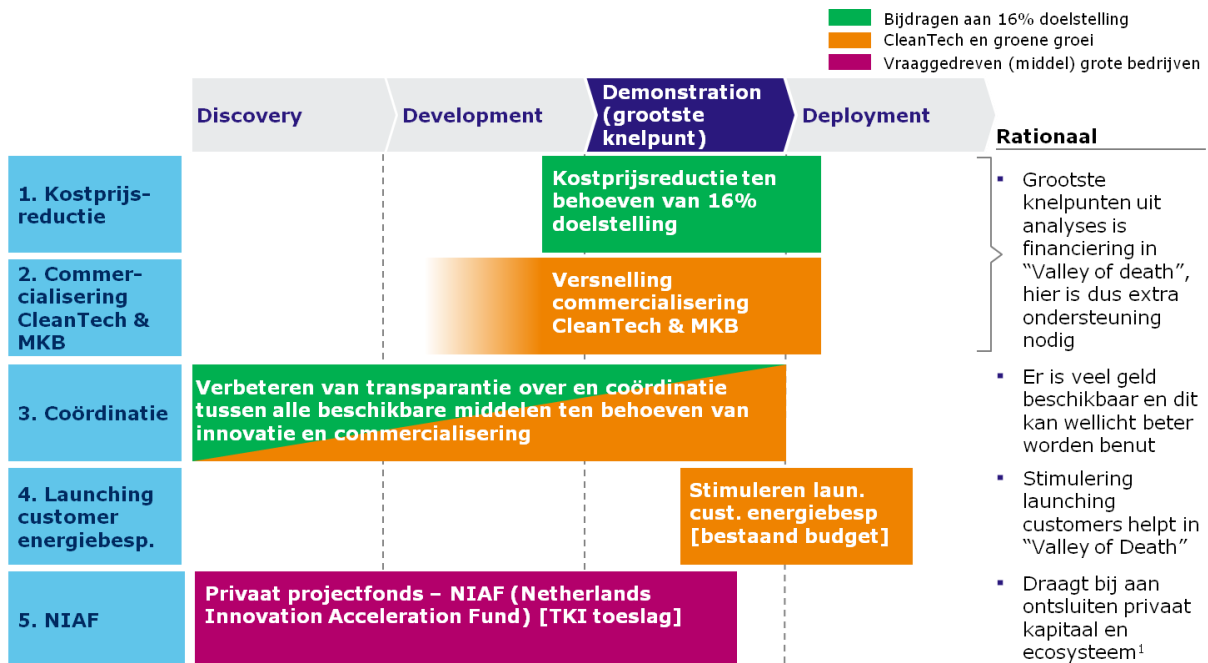 Bijdragen aan 16% doelstelling
CleanTech en groene groei
Vraaggedreven (middel) grote bedrijven
Discovery
Development
Demonstration
(grootste
knelpunt)
Deployment
Rationaal
1. Kostprijs-
reductie
Kostprijsreductie ten
behoeven van 16%
doelstelling
▪ Grootste
knelpunten uit
analyses is
financiering in
“Valley of death”,
hier is dus extra
ondersteuning
nodig
2. Commer-
cialisering
CleanTech &
MKB
Versnelling
commercialisering
CleanTech & MKB
3. Coördinatie
Verbeteren van transparantie over en coördinatie
tussen alle beschikbare middelen ten behoeven van
innovatie en commercialisering
▪ Er is veel geld
beschikbaar en dit
kan wellicht beter
worden benut
4. Launching
customer
energiebesp.
Stimuleren laun.
cust. energiebesp
[bestaand budget]
▪ Stimulering
launching
customers helpt in
“Valley of Death”
5. NIAF
Privaat projectfonds – NIAF (Netherlands
Innovation Acceleration Fund) [TKI toeslag]
▪ Draagt bij aan
ontsluiten privaat
kapitaal en
ecosysteem¹